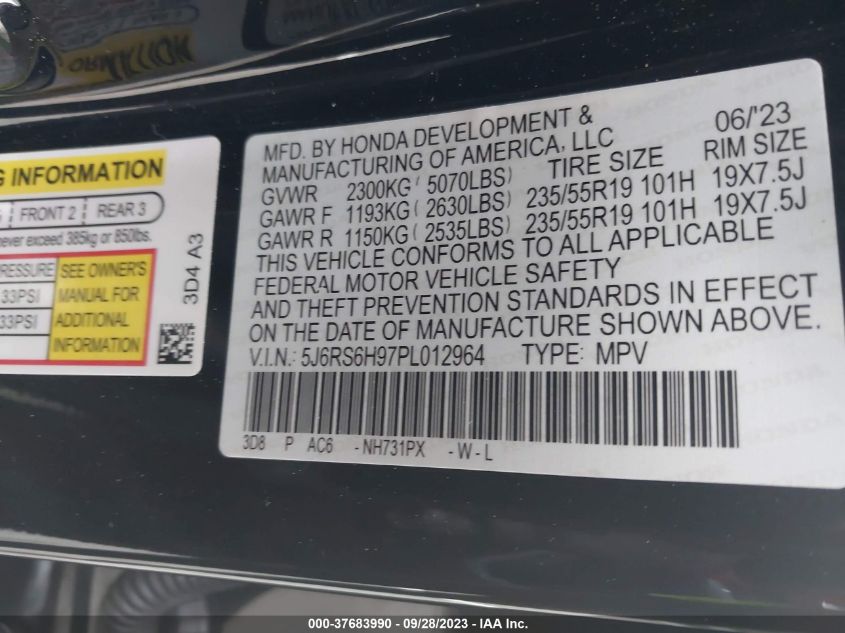 G INFORMATION
FRONT 2 REAR 3
never exceed 385kg or 850lbs.
PRESSURE SEE OWNER'S
33PSI MANUAL FOR
33PSI ADDITIONAL
INFORMATION
3D4 A3
MFD. BY HONDA DEVELOPMENT & 06/'23
MANUFACTURING OF AMERICA, LLC
GVWR 2300KG ( 5070LBS) TIRE SIZE RIM SIZE
GAWR F 1193KG ( 2630LBS) 235/55R19 101H 19X7.5J
GAWR R 1150KG ( 2535LBS) 235/55R19 101H 19X7.5J
THIS VEHICLE CONFORMS TO ALL APPLICABLE
FEDERAL MOTOR VEHICLE SAFETY
AND THEFT PREVENTION STANDARDS IN EFFECT
ON THE DATE OF MANUFACTURE SHOWN ABOVE.
V.I.N.: 5J6RS6H97PL012964 TYPE: MPV
3D8 P AC6 -NH731PX -W-L
000-37683990 - 09/28/2023 - IAA Inc.